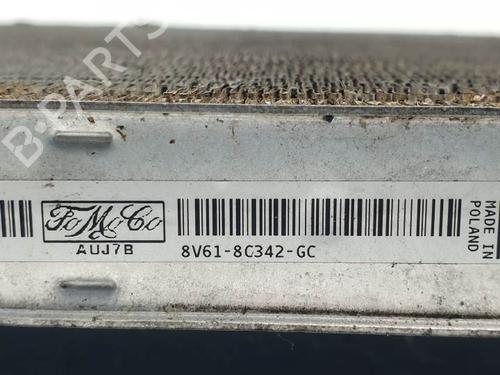 B-PARTS
FoMoCo
AUJ7B
8V61-8C342-GC
MADE IN
POLAND